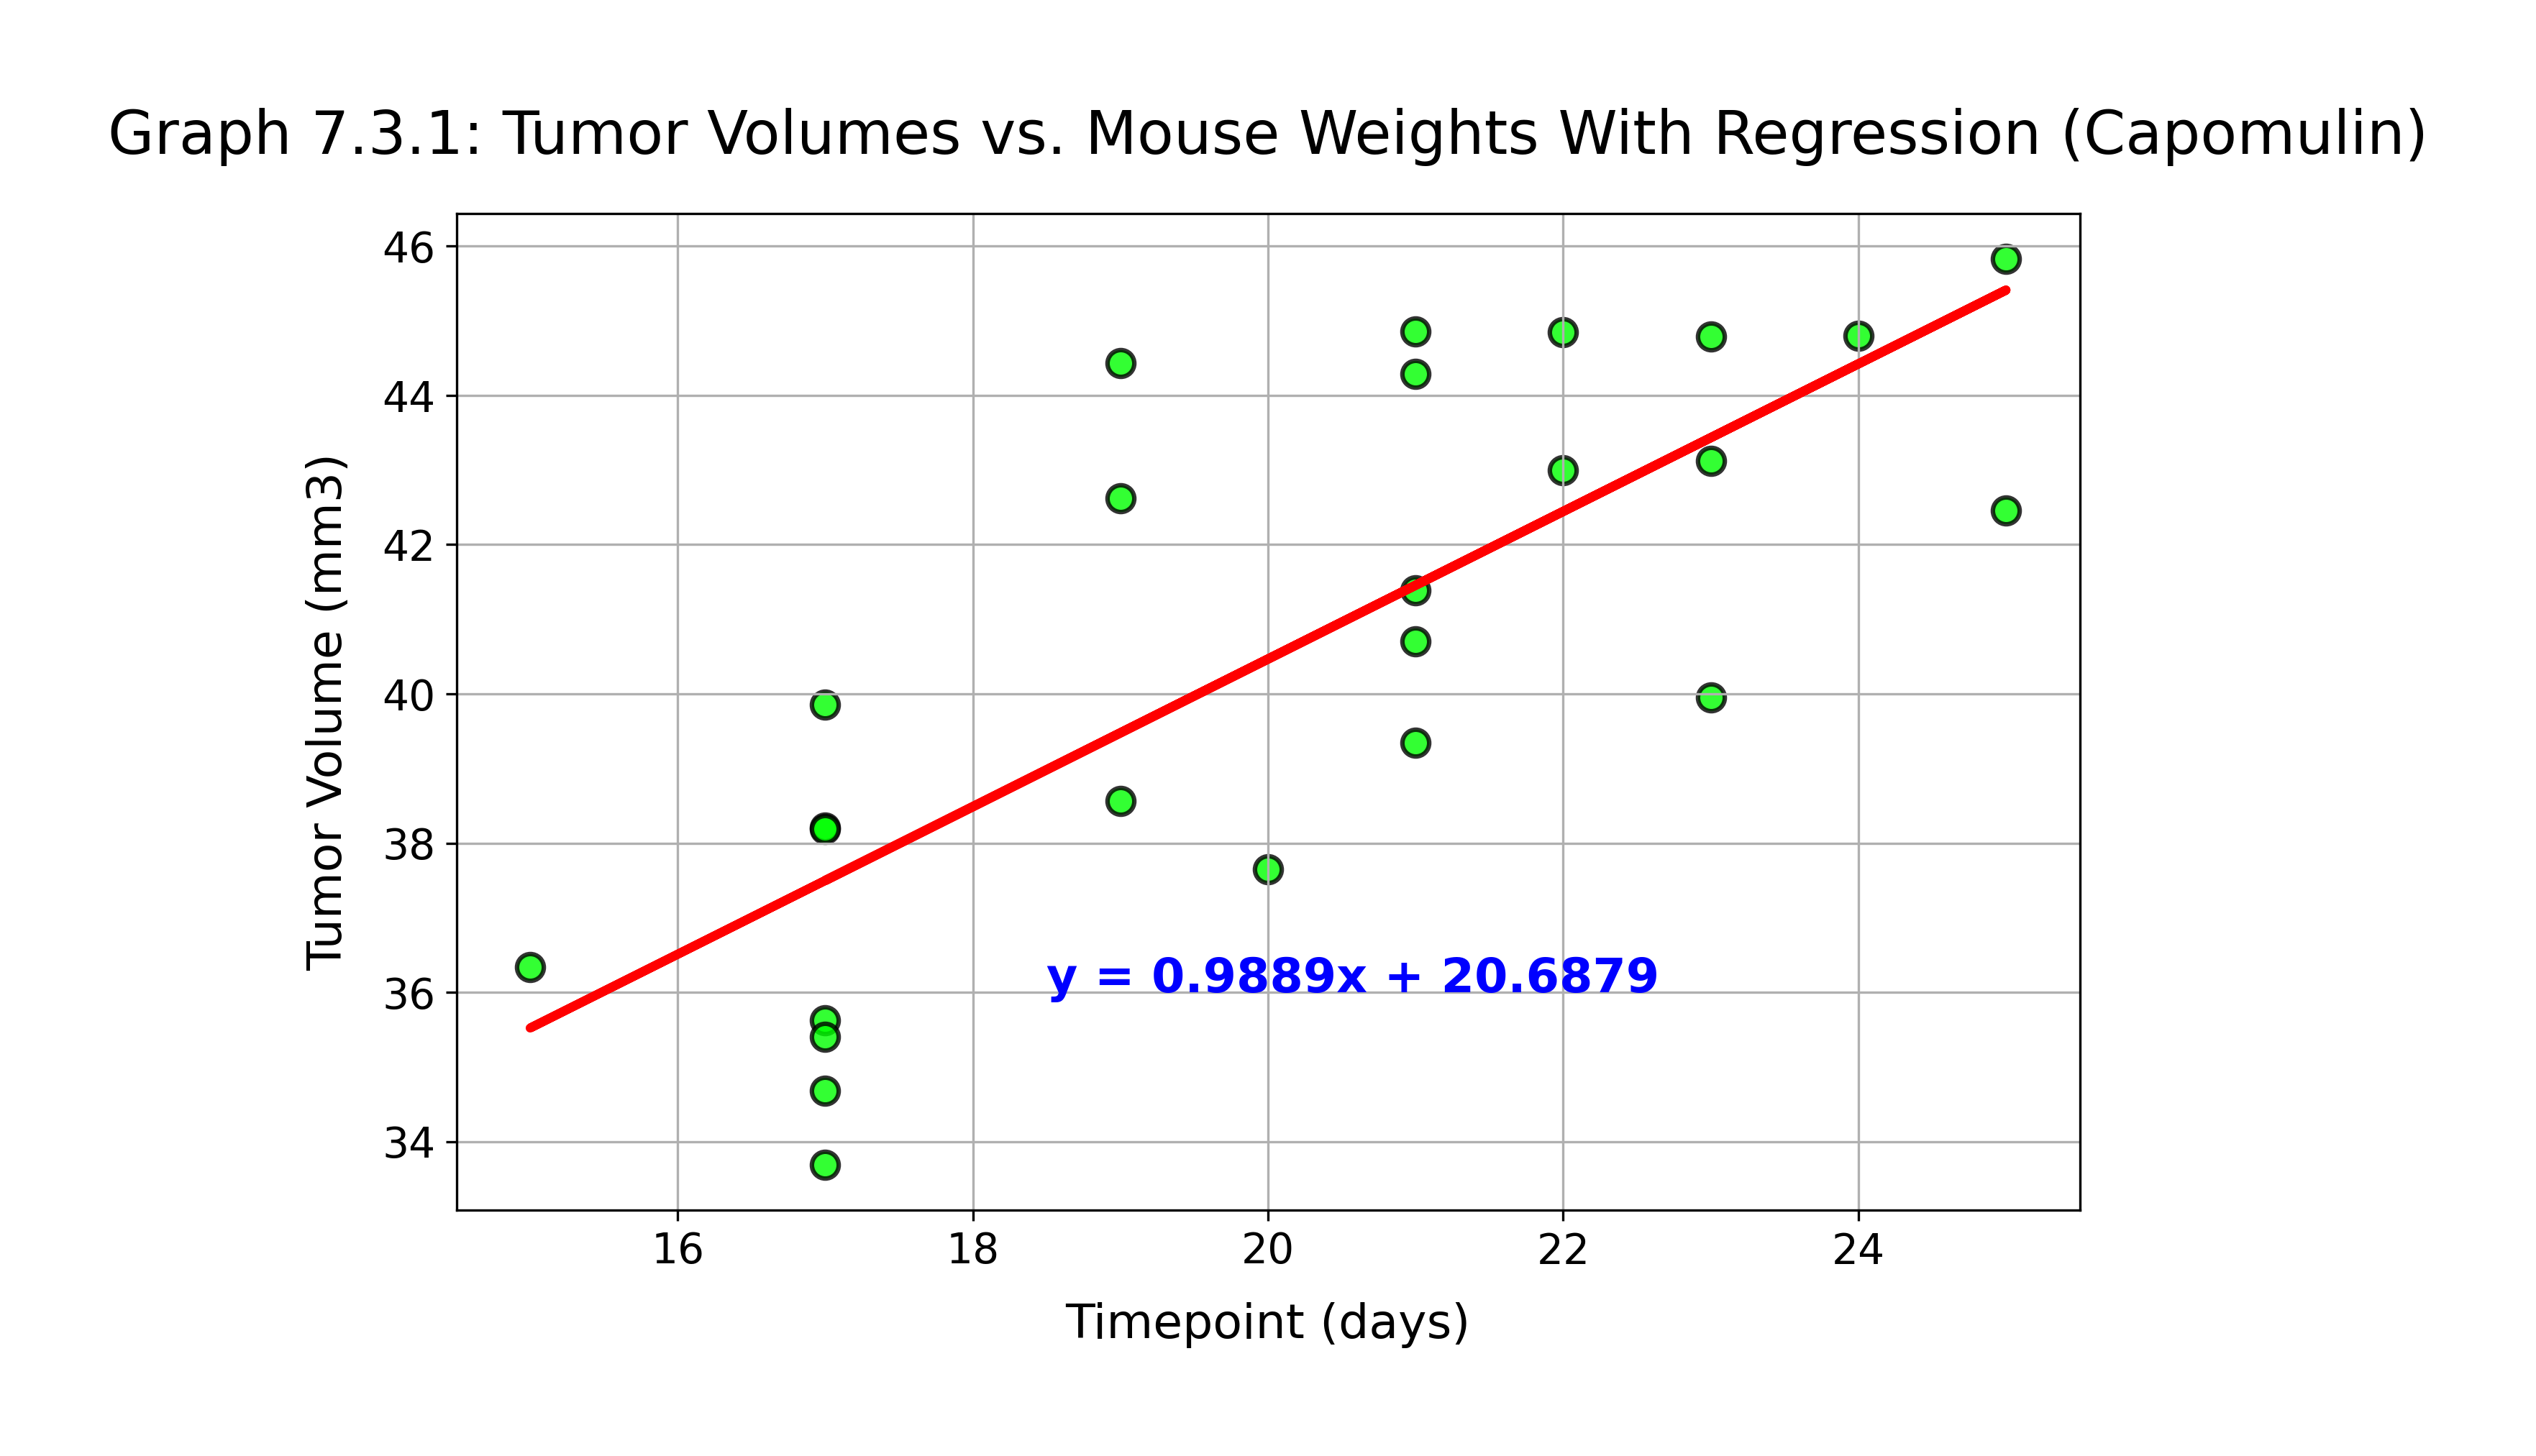 Graph 7.3.1: Tumor Volumes vs. Mouse Weights With Regression (Capomulin)
46
44
42
40
38
36
34
Tumor Volume (mm3)
y = 0.9889x + 20.6879
16 18 20 22 24
Timepoint (days)